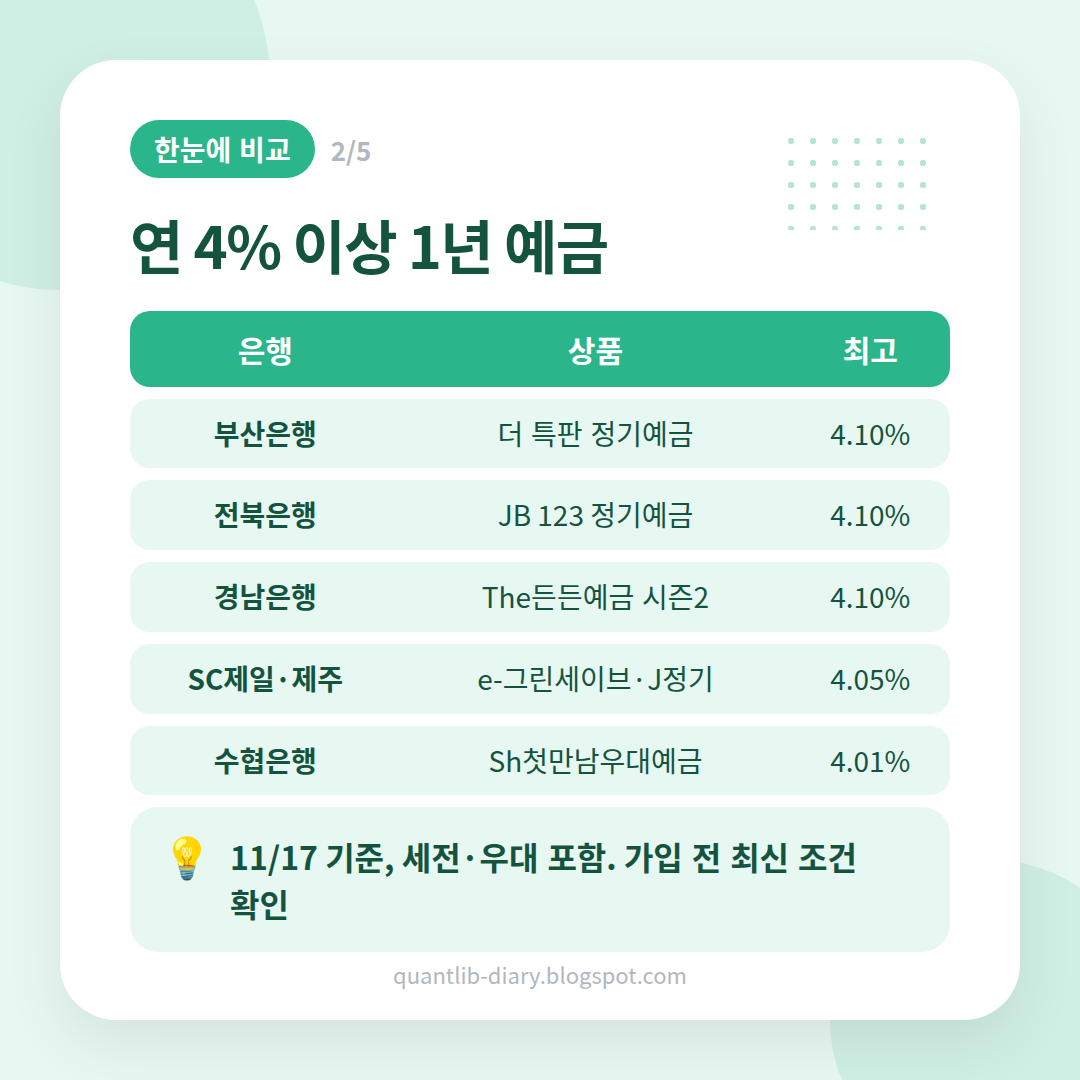 한눈에 비교 2/5
연 4% 이상 1년 예금
은행 상품 최고
부산은행 더 특판 정기예금 4.10%
전북은행 JB 123 정기예금 4.10%
경남은행 The든든예금 시즌2 4.10%
SC제일·제주 e-그린세이브·J정기 4.05%
수협은행 Sh첫만남우대예금 4.01%
11/17 기준, 세전·우대 포함. 가입 전 최신 조건
확인
quantlib-diary.blogspot.com